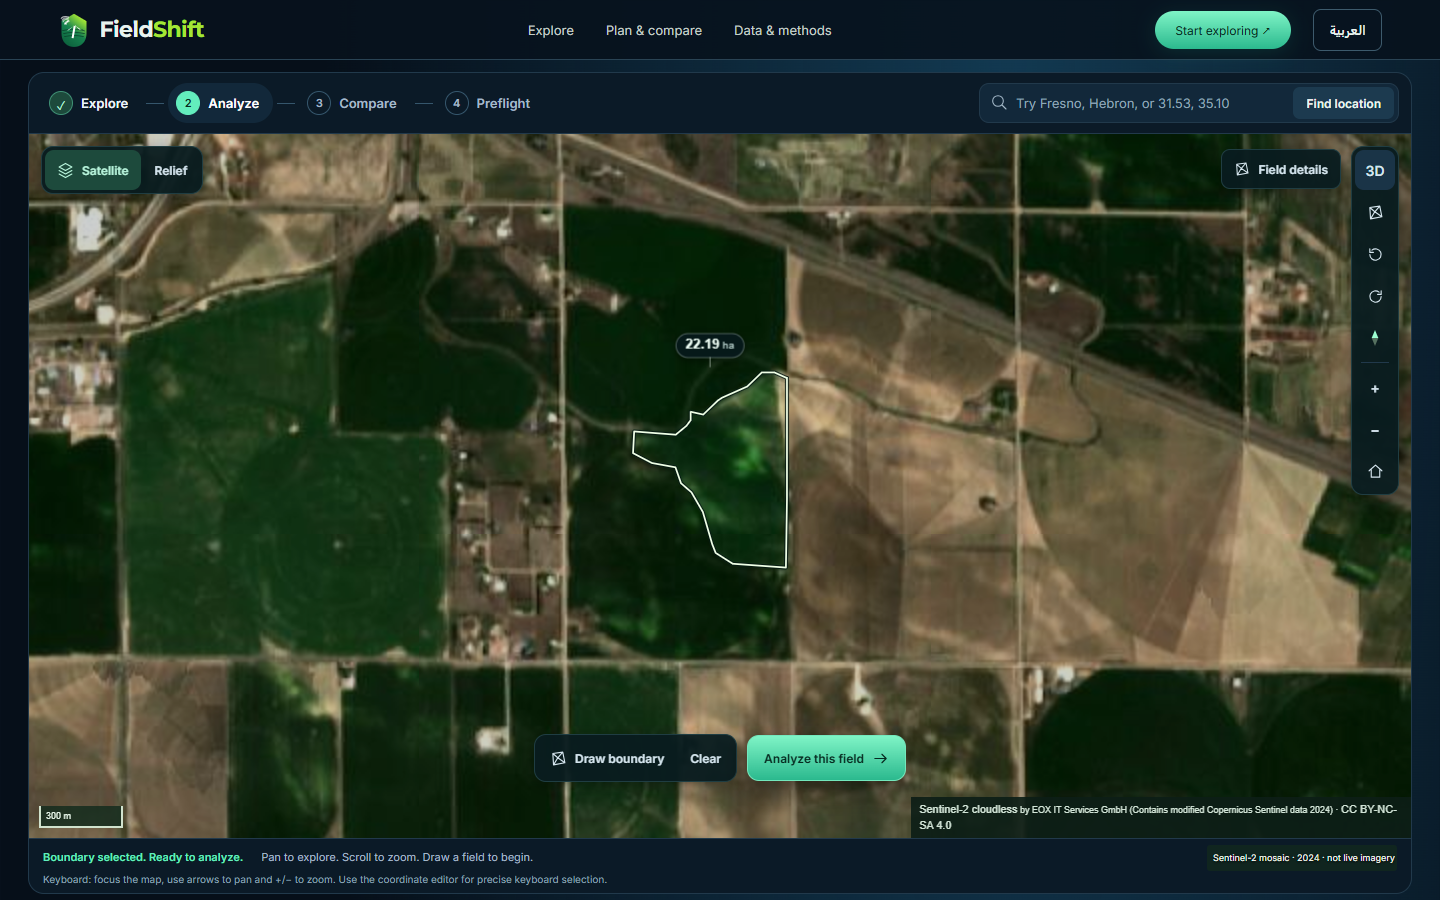 FieldShift
Explore
Plan & compare
Data & methods
Start exploring ↗
العربية
✓ Explore
2 Analyze
3 Compare
4 Preflight
Try Fresno, Hebron, or 31.53, 35.10
Find location
Satellite
Relief
Field details
3D
22.19 ha
+
−
Draw boundary
Clear
Analyze this field →
300 m
Sentinel-2 cloudless by EOX IT Services GmbH (Contains modified Copernicus Sentinel data 2024) · CC BY-NC-
SA 4.0
Boundary selected. Ready to analyze.
Pan to explore. Scroll to zoom. Draw a field to begin.
Sentinel-2 mosaic · 2024 · not live imagery
Keyboard: focus the map, use arrows to pan and +/− to zoom. Use the coordinate editor for precise keyboard selection.